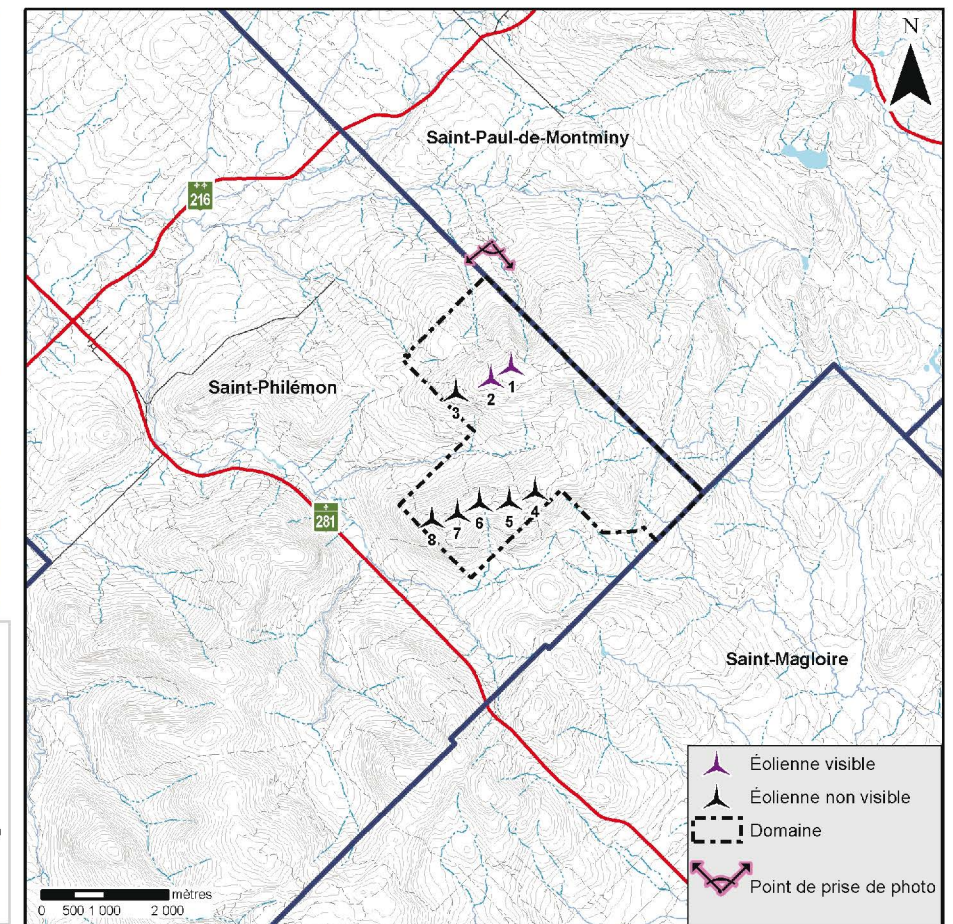 N
Saint-Paul-de-Montminy
216
Saint-Philémon
1
2
3
281
4
5
6
7
8
Saint-Magloire
Éolienne visible
Éolienne non visible
Domaine
Point de prise de photo
mètres
0 500 1 000 2 000